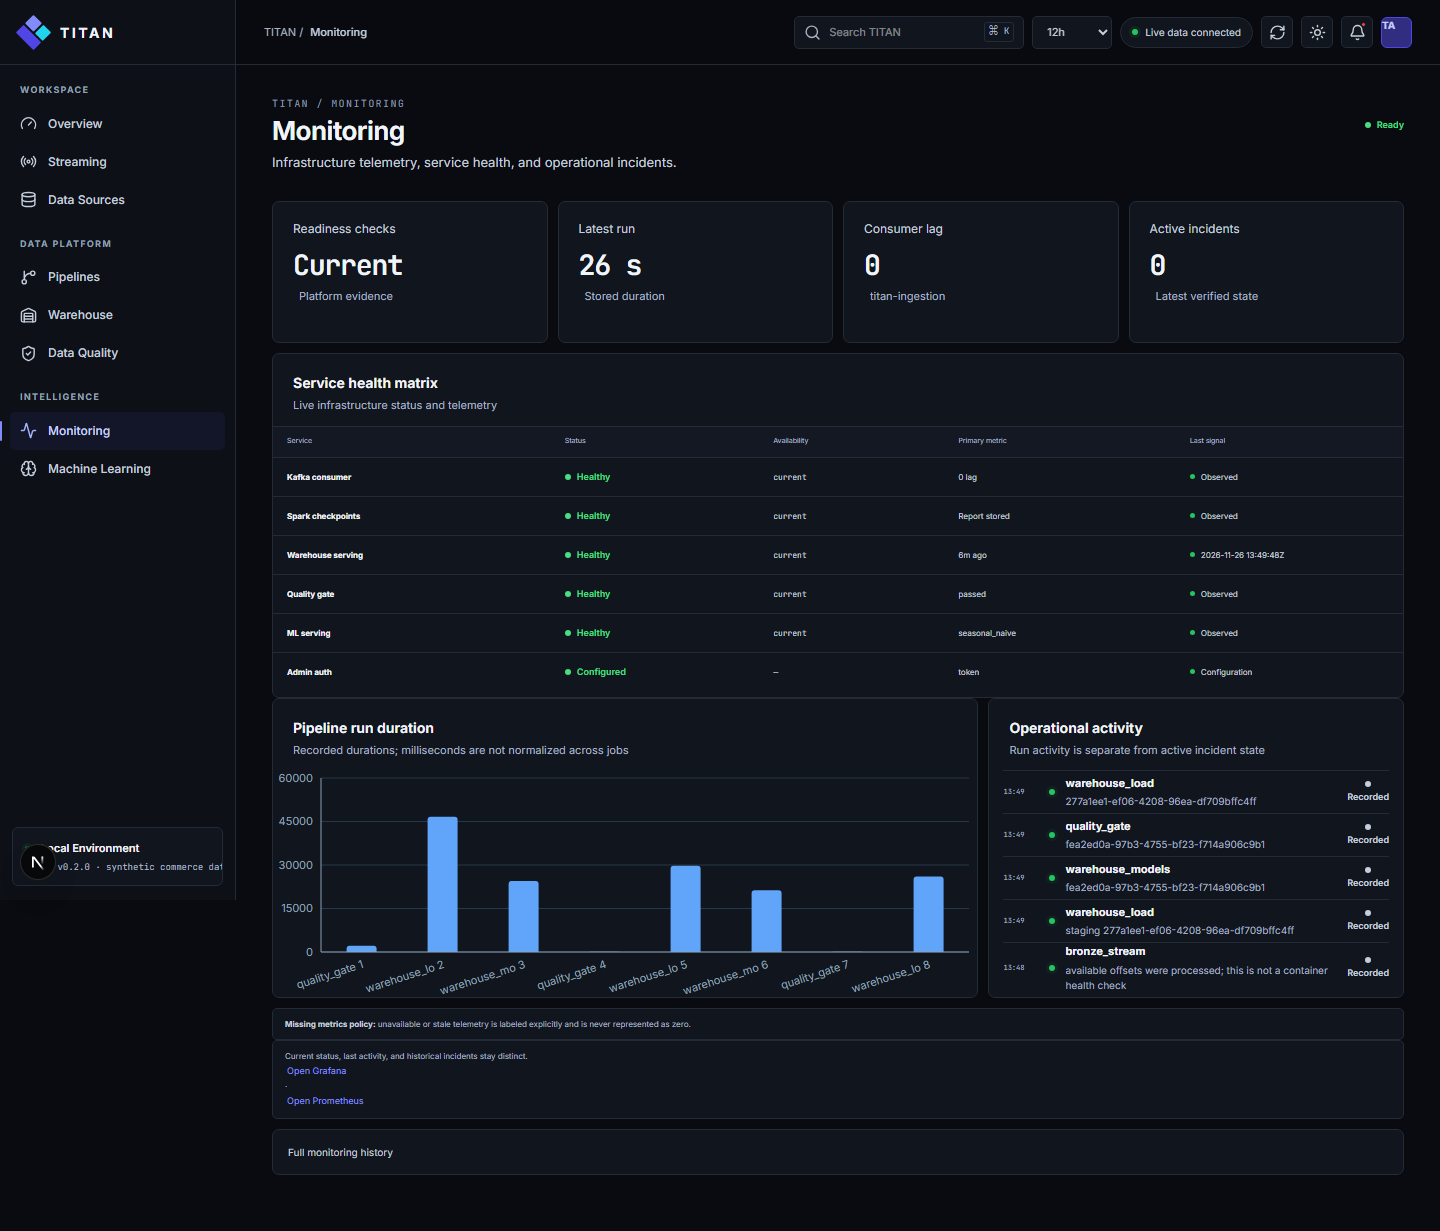 TITAN
TITAN / Monitoring
Search TITAN
⌘ K
12h
Live data connected
TA
WORKSPACE
Overview
Streaming
Data Sources
DATA PLATFORM
Pipelines
Warehouse
Data Quality
INTELLIGENCE
Monitoring
Machine Learning
N
ocal Environment
v0.2.0 · synthetic commerce dat
TITAN / MONITORING
Monitoring
Infrastructure telemetry, service health, and operational incidents.
Ready
Readiness checks
Current
Platform evidence
Latest run
26 s
Stored duration
Consumer lag
0
titan-ingestion
Active incidents
0
Latest verified state
Service health matrix
Live infrastructure status and telemetry
Service Status Availability Primary metric Last signal
Kafka consumer Healthy current 0 lag Observed
Spark checkpoints Healthy current Report stored Observed
Warehouse serving Healthy current 6m ago 2026-11-26 13:49:48Z
Quality gate Healthy current passed Observed
ML serving Healthy current seasonal_naive Observed
Admin auth Configured — token Configuration
Pipeline run duration
Recorded durations; milliseconds are not normalized across jobs
60000
45000
30000
15000
0
quality_gate 1
warehouse_lo 2
warehouse_mo 3
quality_gate 4
warehouse_lo 5
warehouse_mo 6
quality_gate 7
warehouse_lo 8
Operational activity
Run activity is separate from active incident state
13:49 warehouse_load
277a1ee1-ef06-4208-96ea-df709bffc4ff
Recorded
13:49 quality_gate
fea2ed0a-97b3-4755-bf23-f714a906c9b1
Recorded
13:49 warehouse_models
fea2ed0a-97b3-4755-bf23-f714a906c9b1
Recorded
13:49 warehouse_load
staging 277a1ee1-ef06-4208-96ea-df709bffc4ff
Recorded
13:48 bronze_stream
available offsets were processed; this is not a container
health check
Recorded
Missing metrics policy: unavailable or stale telemetry is labeled explicitly and is never represented as zero.
Current status, last activity, and historical incidents stay distinct.
Open Grafana
·
Open Prometheus
Full monitoring history